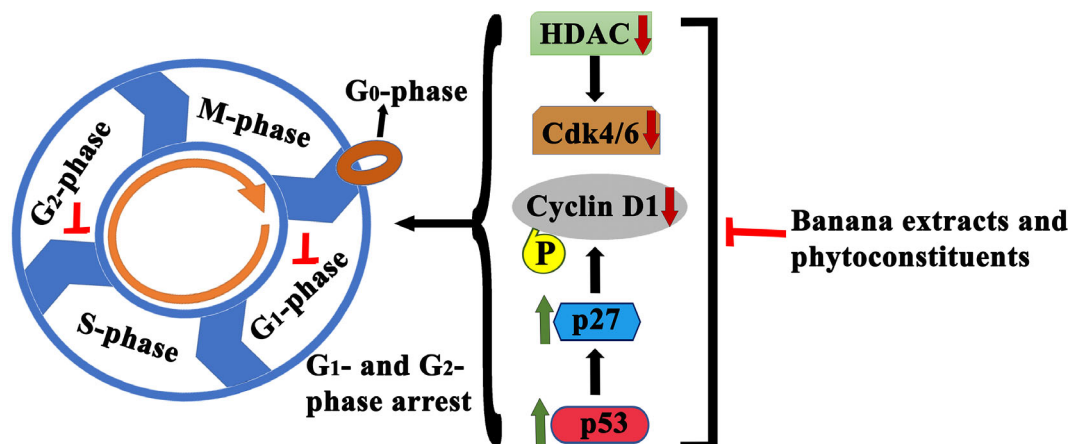 M-phase
G2-phase
S-phase
G1-phase
G0-phase
G1- and G2-
phase arrest
HDAC
Cdk4/6
Cyclin D1
P
p27
p53
Banana extracts and
phytoconstituents